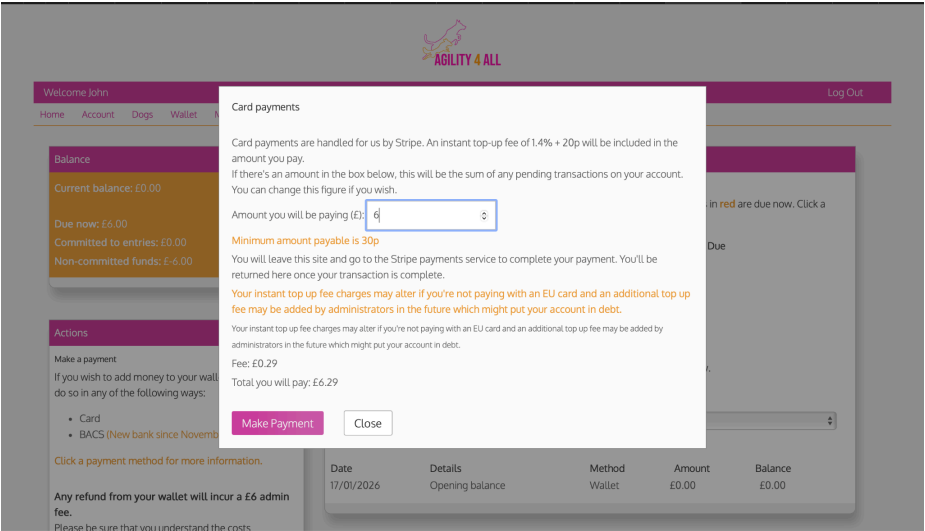 AGILITY 4 ALL
Welcome John
Log Out
Home Account Dogs Wallet
Balance
Current balance: £0.00
Due now: £6.00
Committed to entries: £0.00
Non-committed funds: £-6.00
Actions
Make a payment
If you wish to add money to your
do so in any of the following ways:
• Card
• BACS (New bank since
Click a payment method for more information.
Any refund from your wallet will incur a £6 admin
fee.
Please be sure that you understand the costs
Card payments
Card payments are handled for us by Stripe. An instant top-up fee of 1.4% + 20p will be included in the
amount you pay.
If there's an amount in the box below, this will be the sum of any pending transactions on your account.
You can change this figure if you wish.
Amount you will be paying (£): 6
Minimum amount payable is 30p
You will leave this site and go to the Stripe payments service to complete your payment. You'll be
returned here once your transaction is complete.
Your instant top up fee charges may alter if you're not paying with an EU card and an additional top up
fee may be added by administrators in the future which might put your account in debt.
Your instant top up fee charges may alter if you're not paying with an EU card and an additional top up fee may be added by
administrators in the future which might put your account in debt.
Fee: £0.29
Total you will pay: £6.29
Make Payment Close
in red are due now. Click a
Due
Date Details Method Amount Balance
17/01/2026 Opening balance Wallet £0.00 £0.00